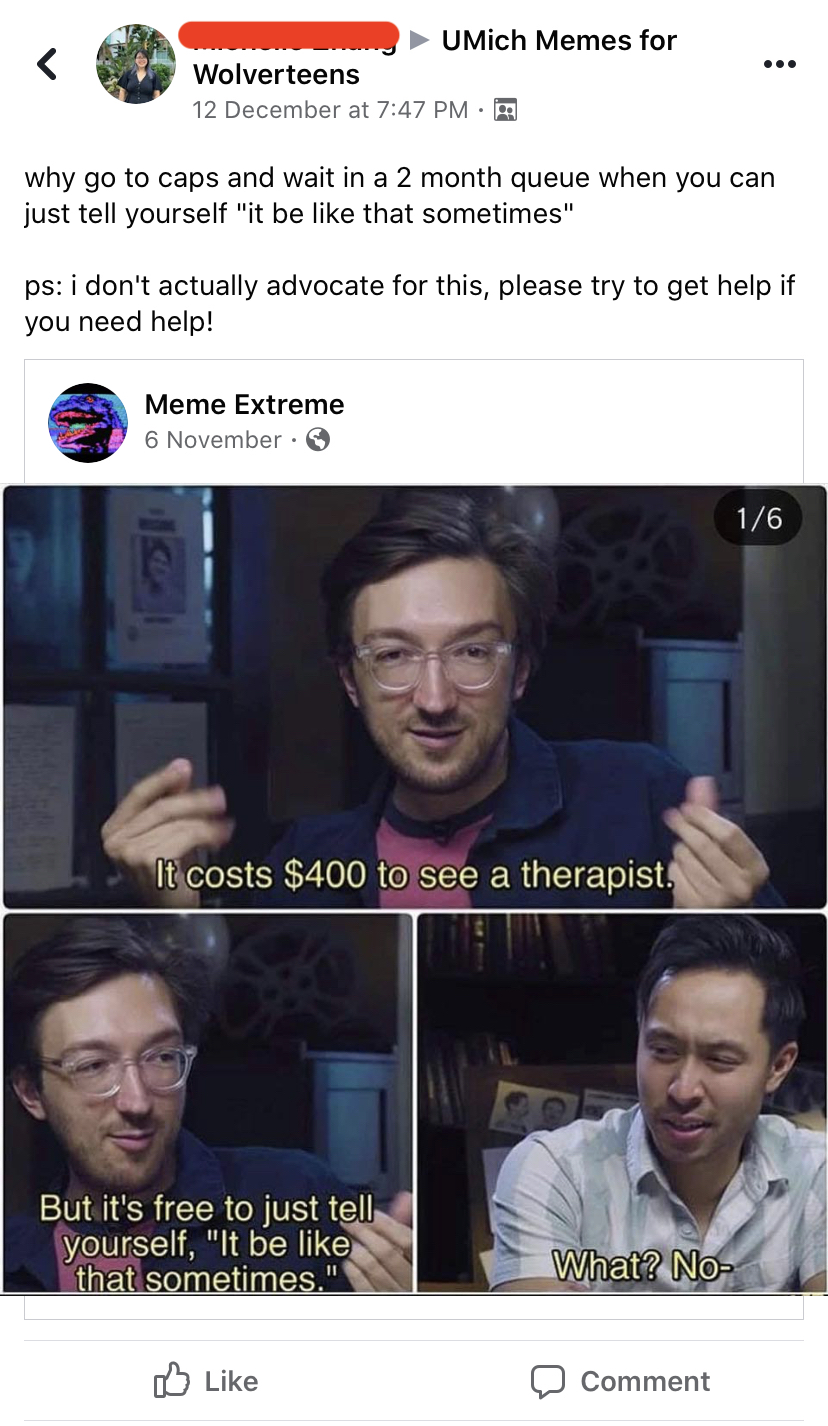 UMich Memes for
Wolverteens
12 December at 7:47 PM ·
why go to caps and wait in a 2 month queue when you can
just tell yourself "it be like that sometimes"
ps: i don't actually advocate for this, please try to get help if
you need help!
Meme Extreme
6 November ·
1/6
It costs $400 to see a therapist.
But it's free to just tell
yourself, "It be like
that sometimes."
What? No-
Like
Comment